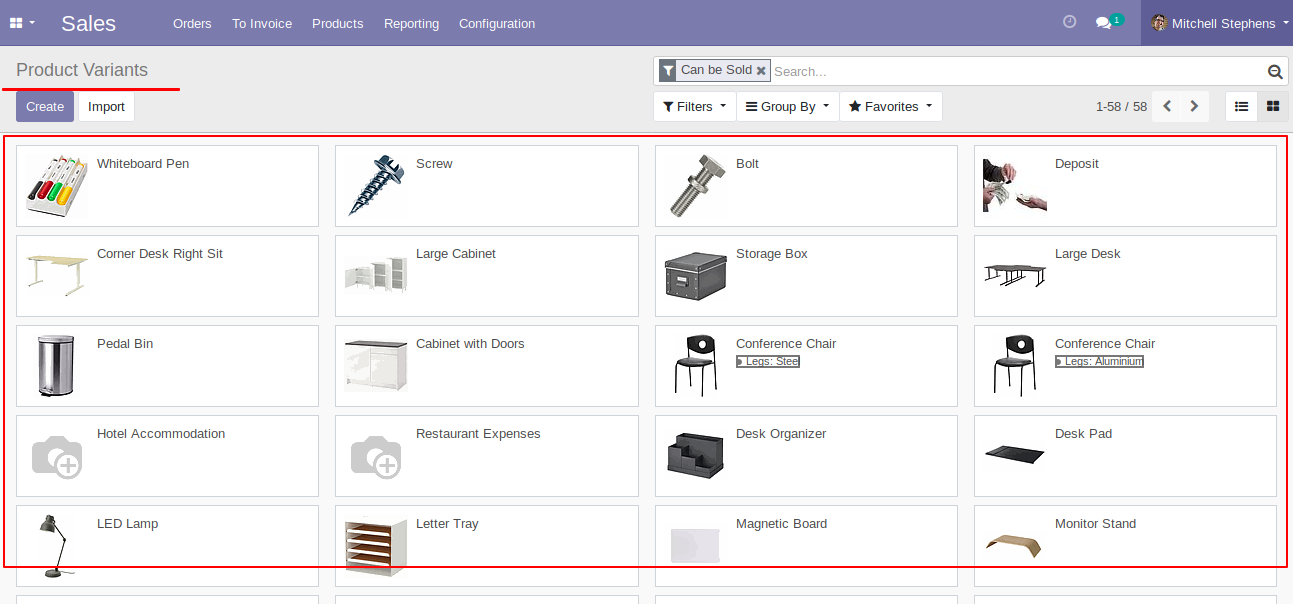 Sales Orders To Invoice Products Reporting Configuration 1 Mitchell Stephens
Product Variants Can be Sold Search...
Create Import Filters Group By Favorites 1-58 / 58
Whiteboard Pen Screw Bolt Deposit
Corner Desk Right Sit Large Cabinet Storage Box Large Desk
Pedal Bin Cabinet with Doors Conference Chair Conference Chair
Legs: Steel Legs: Aluminium
Hotel Accommodation Restaurant Expenses Desk Organizer Desk Pad
LED Lamp Letter Tray Magnetic Board Monitor Stand